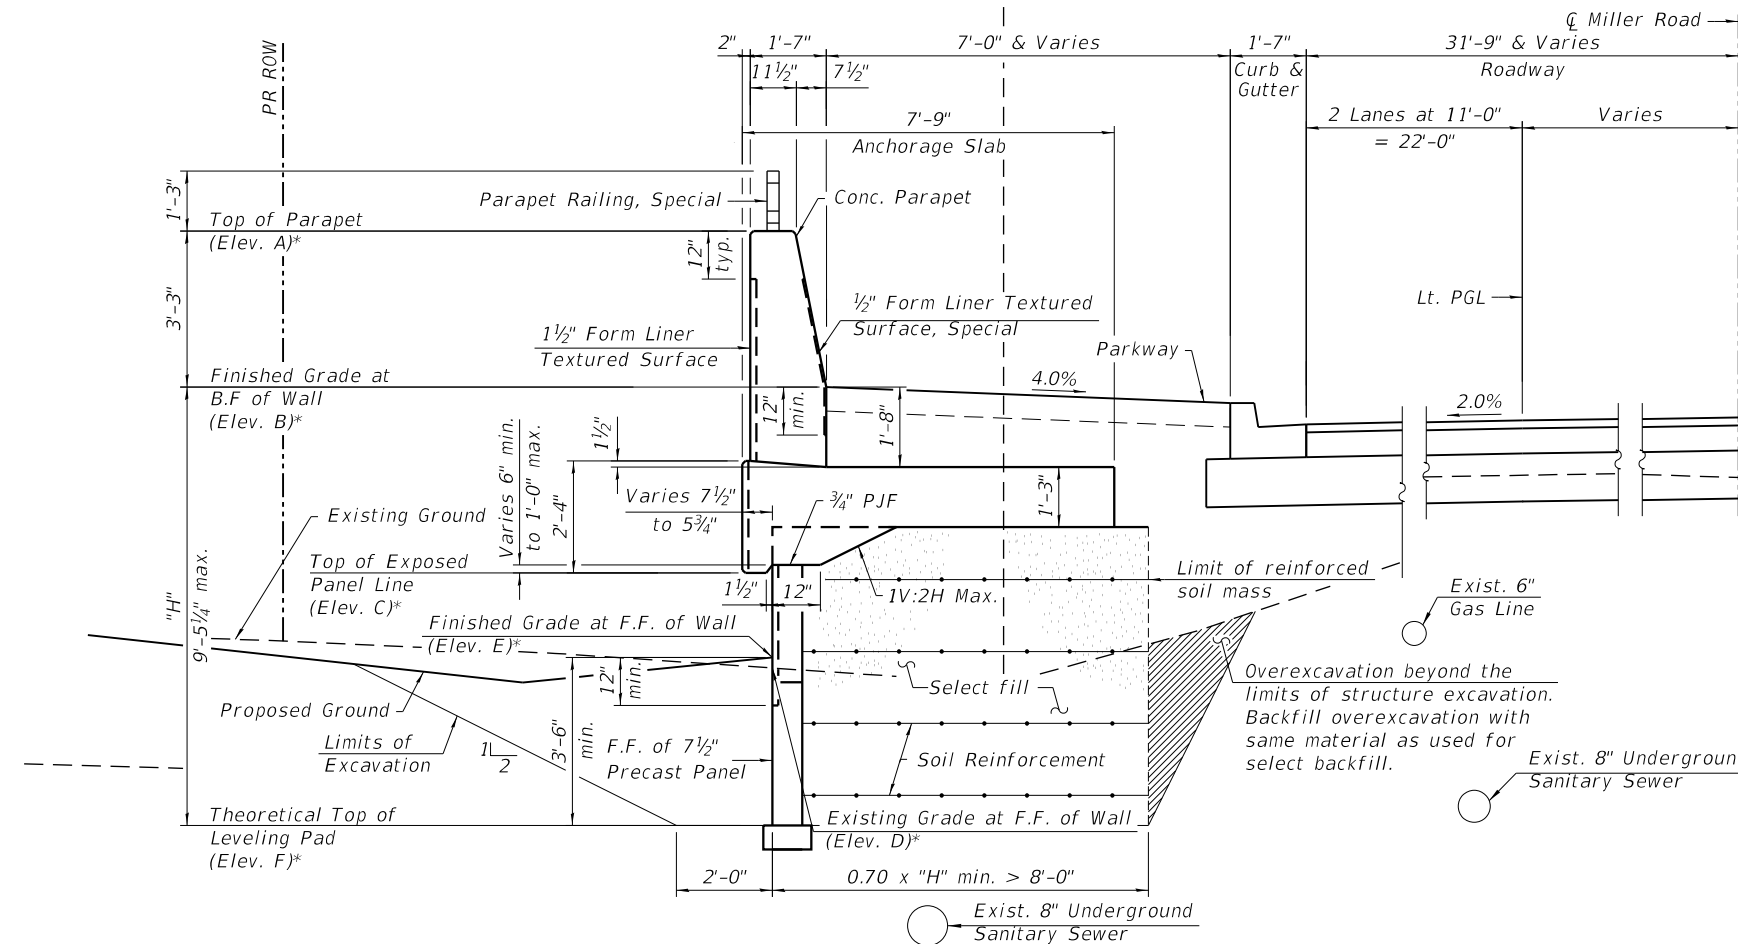 ℄ Miller Road
2"
1'-7"
7'-0" & Varies
1'-7"
31'-9" & Varies
Curb &
Gutter
Roadway
11½"
7½"
PR ROW
7'-9"
Anchorage Slab
2 Lanes at 11'-0"
= 22'-0"
Varies
1'-3"
Parapet Railing, Special
Conc. Parapet
Top of Parapet
(Elev. A)*
12"
typ.
3'-3"
½" Form Liner Textured
Surface, Special
Lt. PGL
1½" Form Liner
Textured Surface
Parkway
Finished Grade at
B.F of Wall
(Elev. B)*
4.0%
2.0%
12"
min.
1'-8"
1½"
Varies 6" min.
to 1'-0" max.
2'-4"
Varies 7½"
to 5¾"
¾" PJF
1'-3"
Existing Ground
Top of Exposed
Panel Line
(Elev. C)*
"H"
9'-5¼" max.
1½"
12"
1V:2H Max.
Limit of reinforced
soil mass
Exist. 6"
Gas Line
Finished Grade at F.F. of Wall
(Elev. E)*
12"
min.
Select fill
Overexcavation beyond the
limits of structure excavation.
Backfill overexcavation with
same material as used for
select backfill.
Proposed Ground
Limits of
Excavation
1
2
3'-6"
min.
F.F. of 7½"
Precast Panel
Soil Reinforcement
Exist. 8" Undergroun
Sanitary Sewer
Theoretical Top of
Leveling Pad
(Elev. F)*
Existing Grade at F.F. of Wall
(Elev. D)*
2'-0"
0.70 x "H" min. > 8'-0"
Exist. 8" Underground
Sanitary Sewer